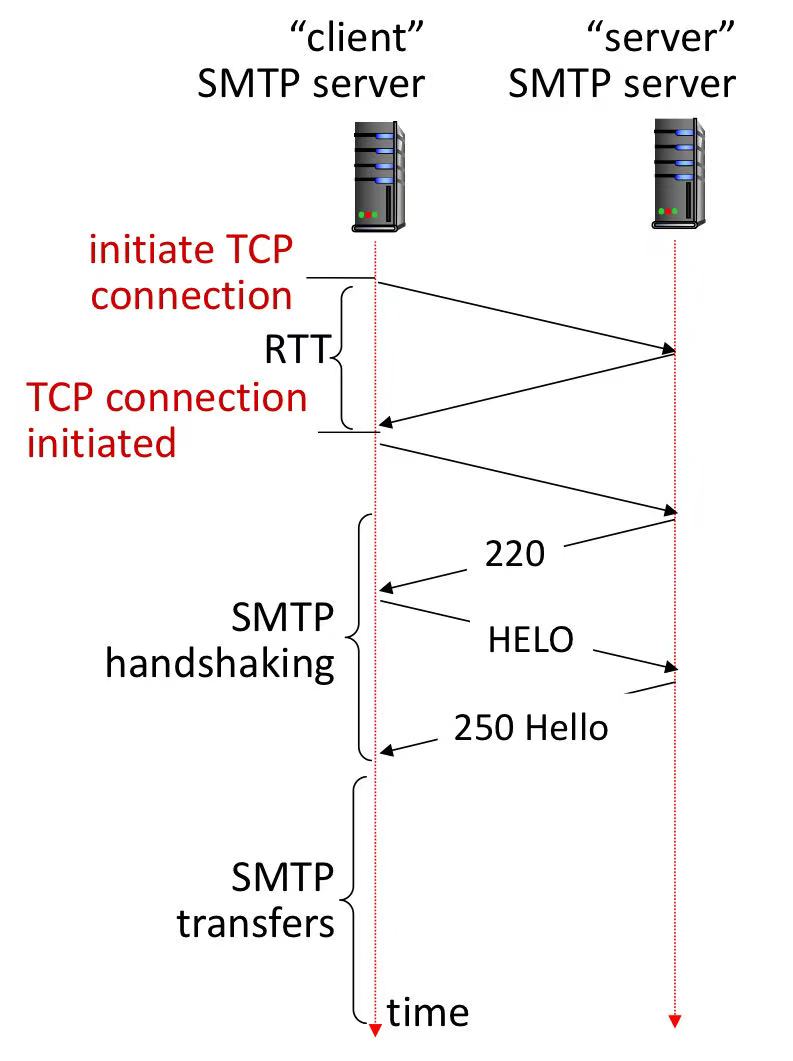 “client”
SMTP server
“server”
SMTP server
initiate TCP
connection
RTT
TCP connection
initiated
220
SMTP
handshaking
HELO
250 Hello
SMTP
transfers
time